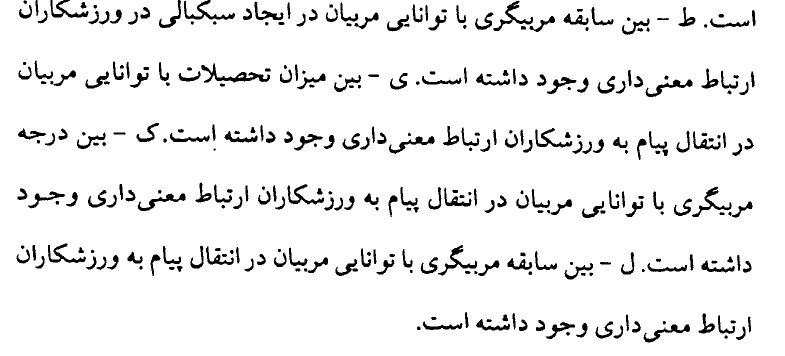 است. ط - بین سابقه مربیگری با توانایی مربیان در ایجاد سبکبالی در ورزشکاران
ارتباط معنی‌داری وجود داشته است. ی - بین میزان تحصیلات با توانایی مربیان
در انتقال پیام به ورزشکاران ارتباط معنی‌داری وجود داشته است. ک - بین درجه
مربیگری با توانایی مربیان در انتقال پیام به ورزشکاران ارتباط معنی‌داری وجود
داشته است. ل - بین سابقه مربیگری با توانایی مربیان در انتقال پیام به ورزشکاران
ارتباط معنی‌داری وجود داشته است.